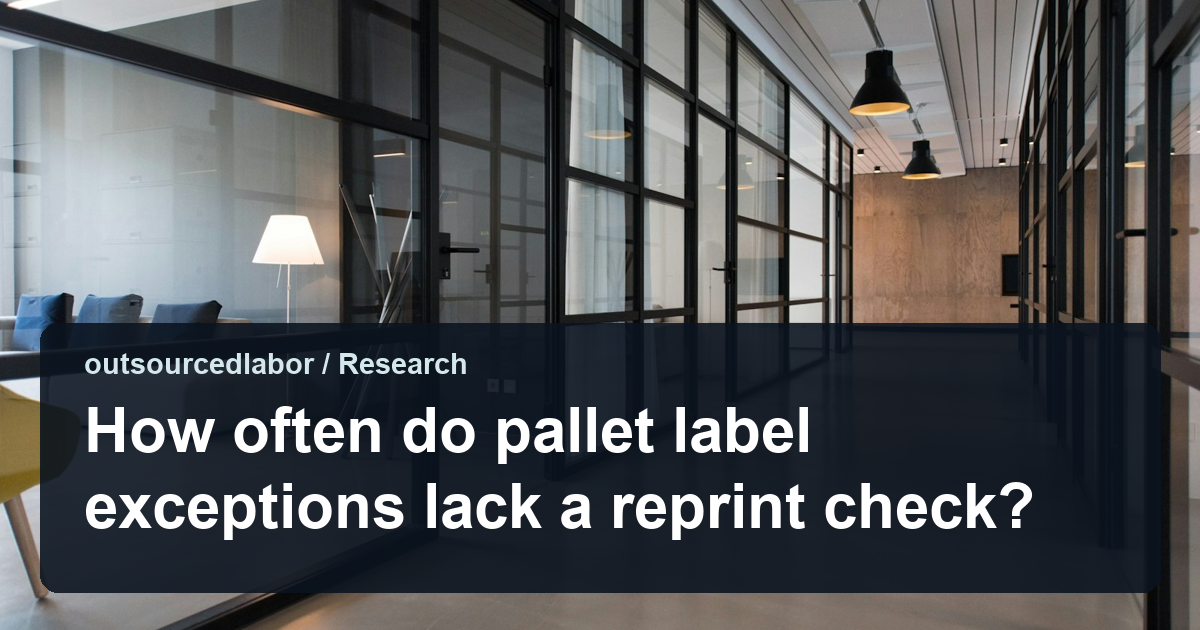 outsourcedlabor / Research
How often do pallet label
exceptions lack a reprint check?